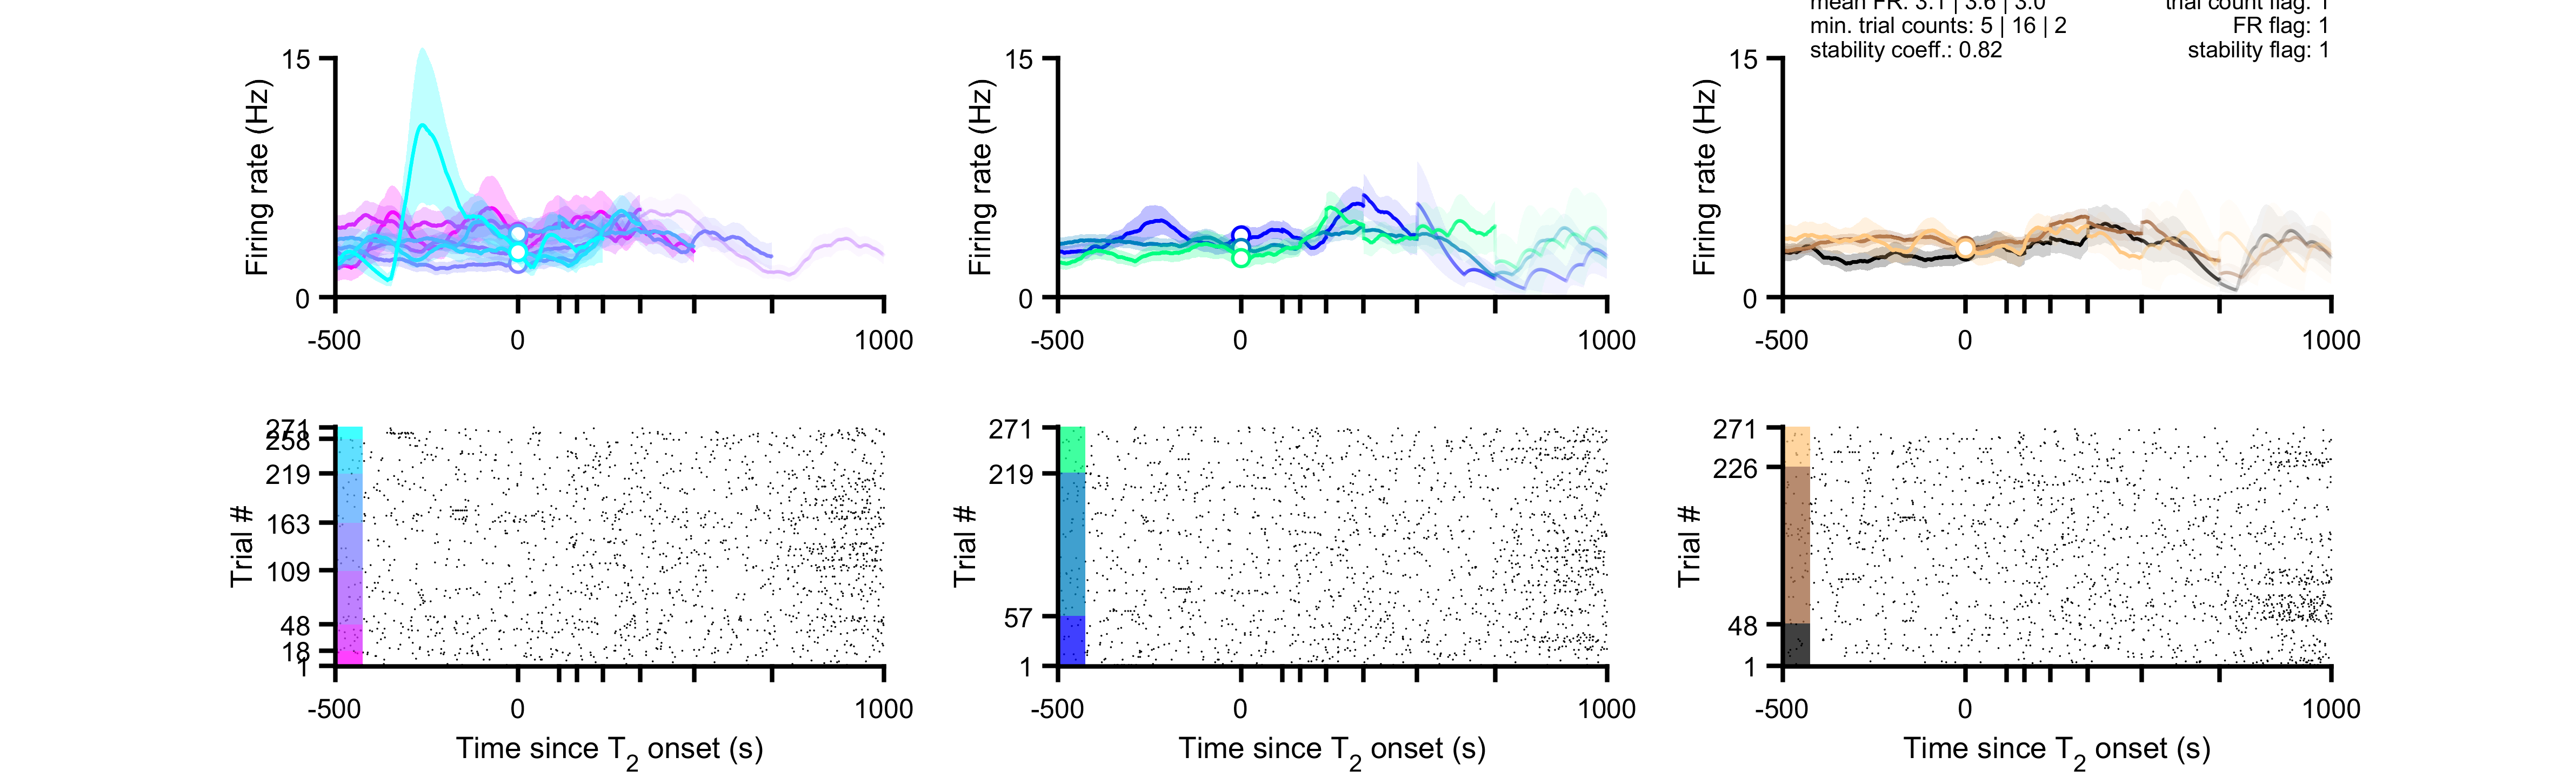 mean FR: 3.1 | 3.6 | 3.0 trial count flag: 1
min. trial counts: 5 | 16 | 2 FR flag: 1
stability coeff.: 0.82 stability flag: 1
15
Firing rate (Hz)
0
-500 0 1000
15
Firing rate (Hz)
0
-500 0 1000
15
Firing rate (Hz)
0
-500 0 1000
271
258
219
163
109
48
18
1
Trial #
-500 0 1000
Time since T2 onset (s)
271
219
57
1
Trial #
-500 0 1000
Time since T2 onset (s)
271
226
48
1
Trial #
-500 0 1000
Time since T2 onset (s)